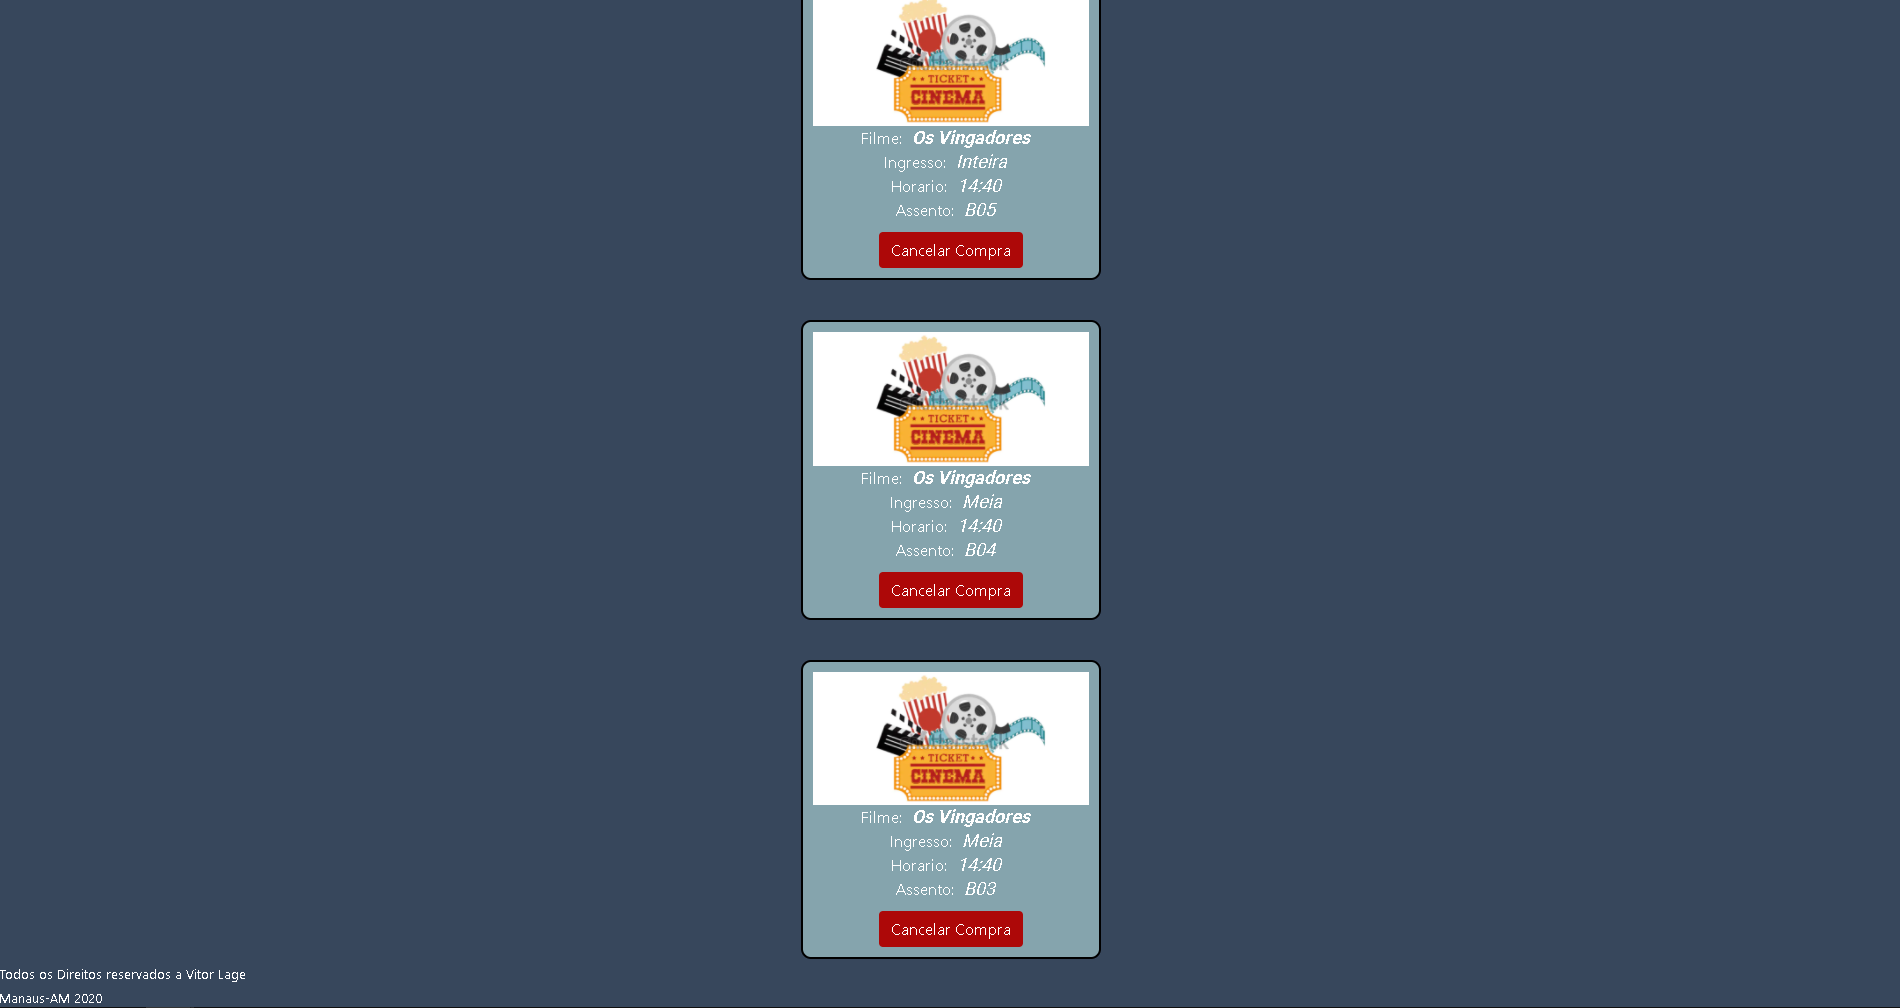 TICKET
CINEMA
Filme: Os Vingadores
Ingresso: Inteira
Horario: 14:40
Assento: B05
Cancelar Compra
TICKET
CINEMA
Filme: Os Vingadores
Ingresso: Meia
Horario: 14:40
Assento: B04
Cancelar Compra
TICKET
CINEMA
Filme: Os Vingadores
Ingresso: Meia
Horario: 14:40
Assento: B03
Cancelar Compra
Todos os Direitos reservados a Vitor Lage
Manaus-AM 2020